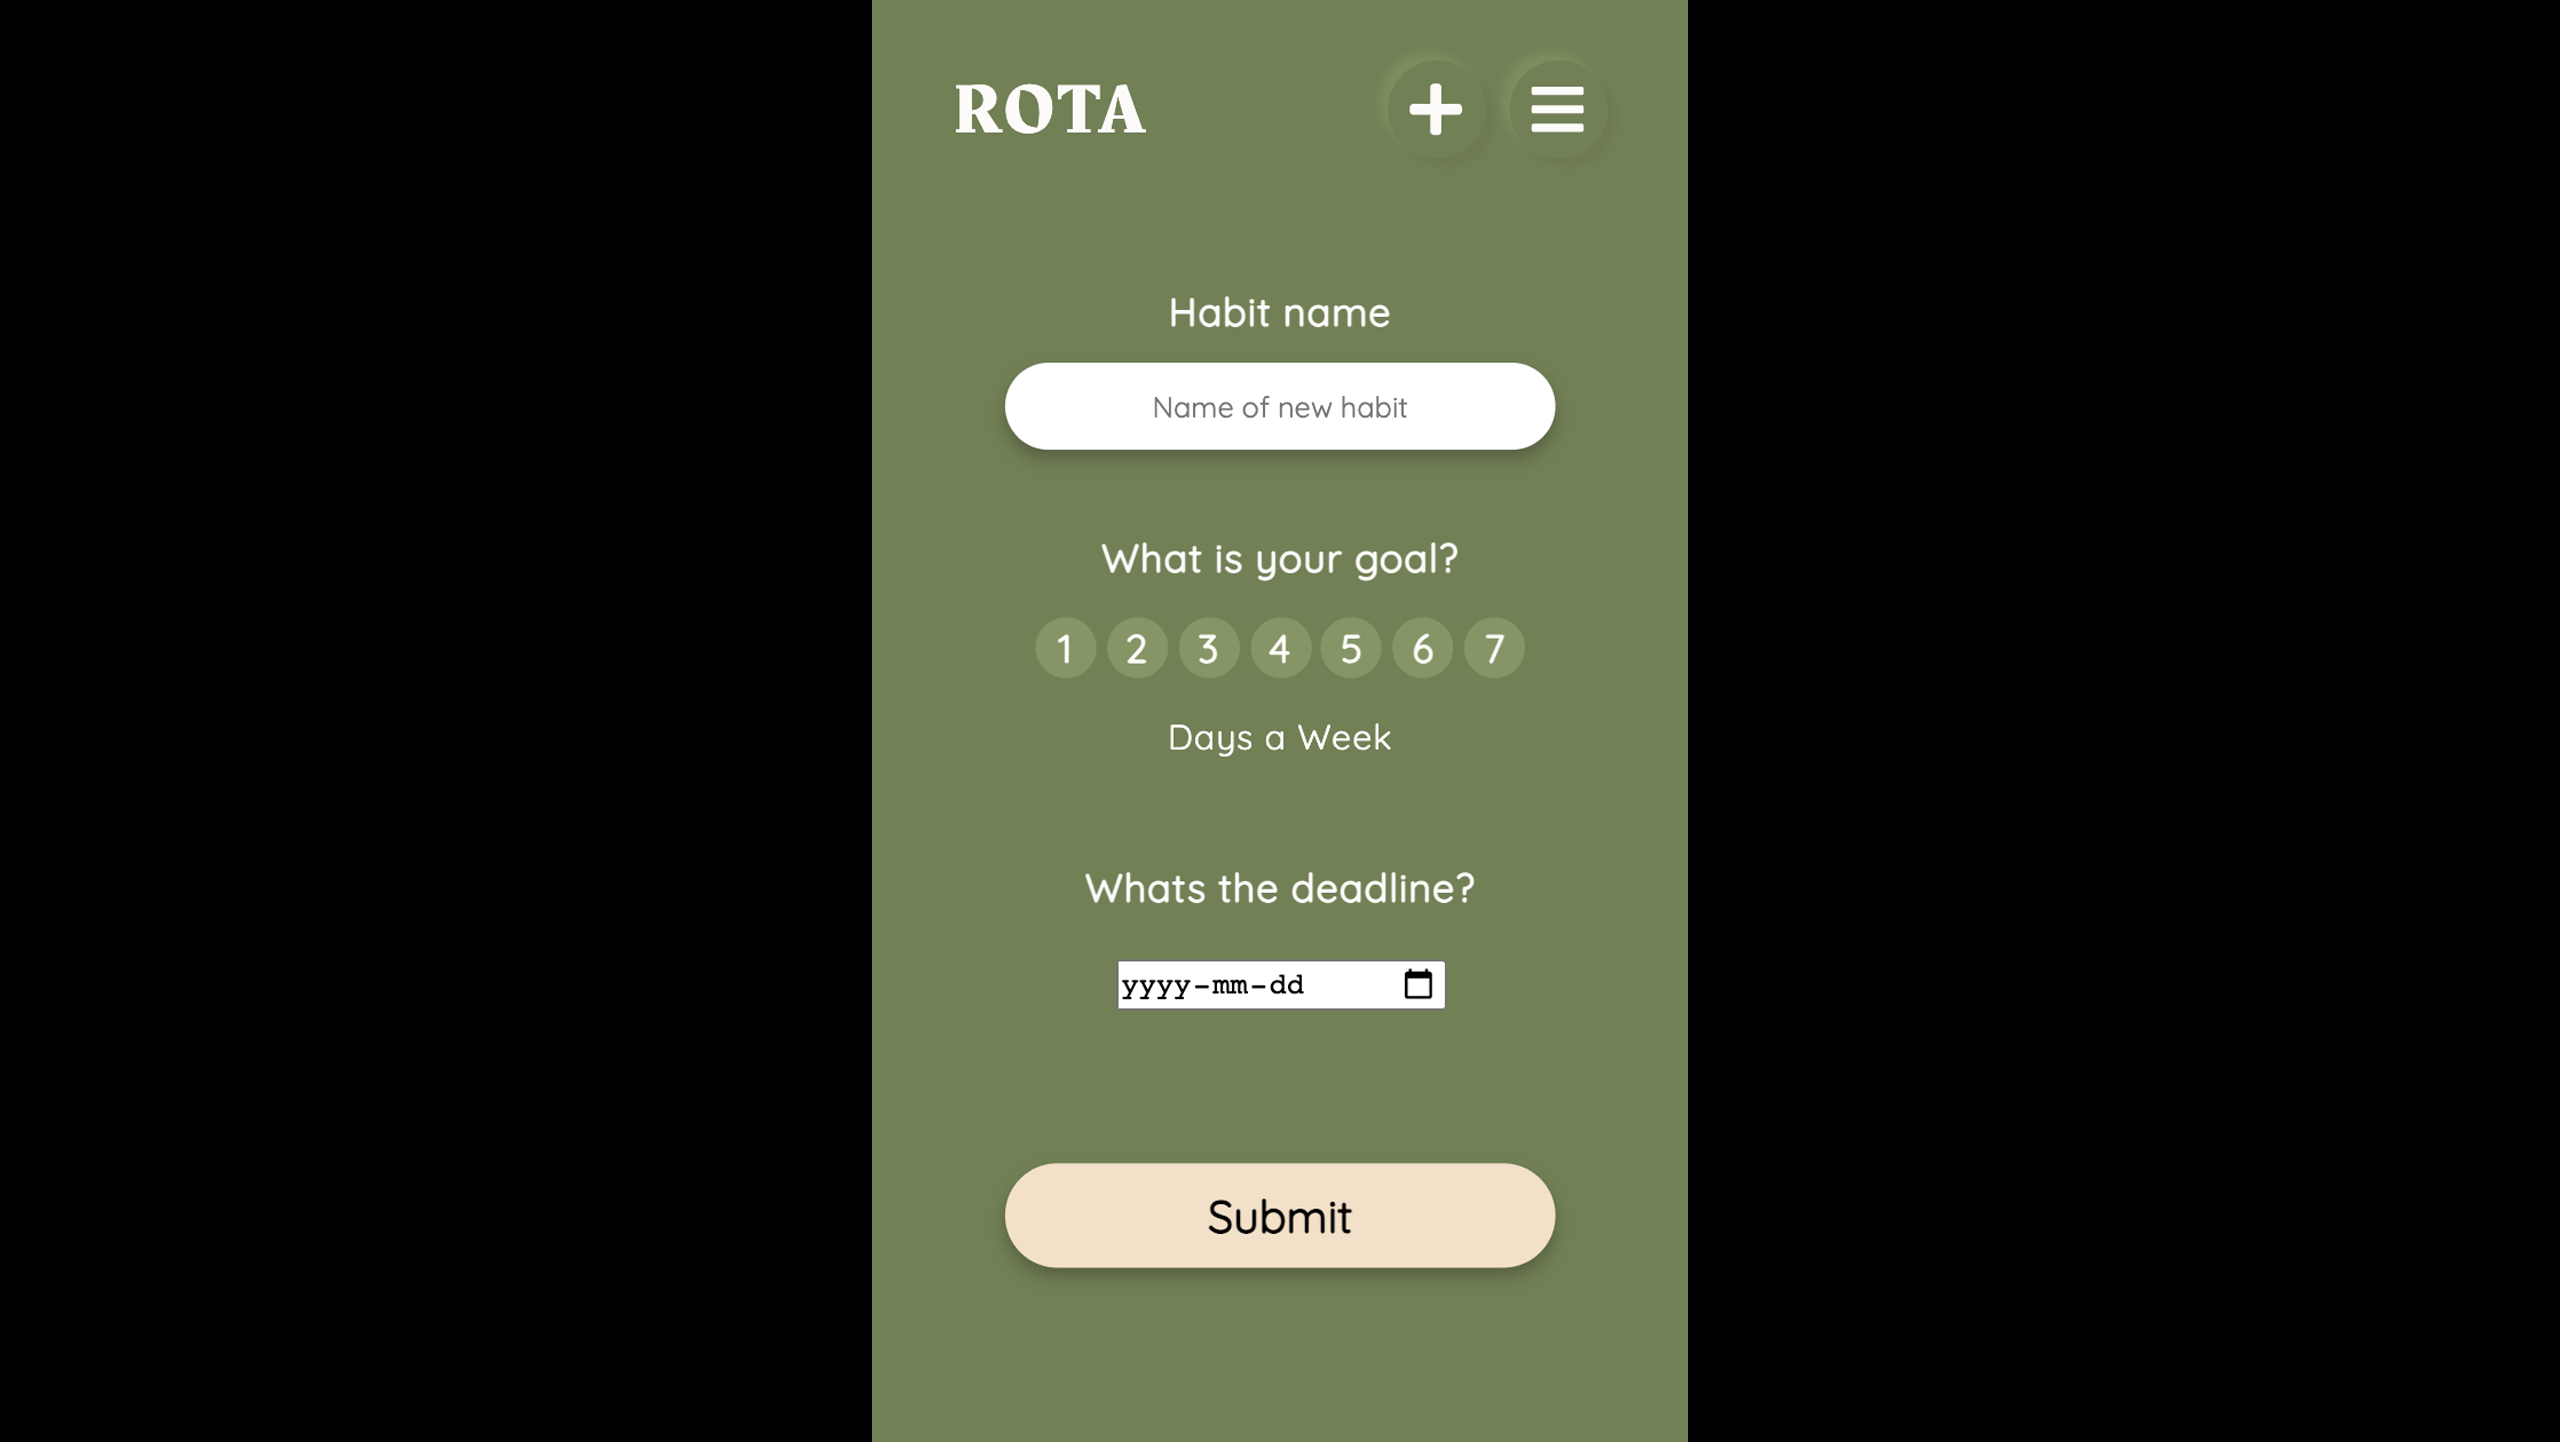 ROTA
Habit name
Name of new habit
What is your goal?
1 2 3 4 5 6 7
Days a Week
Whats the deadline?
yyyy-mm-dd
Submit